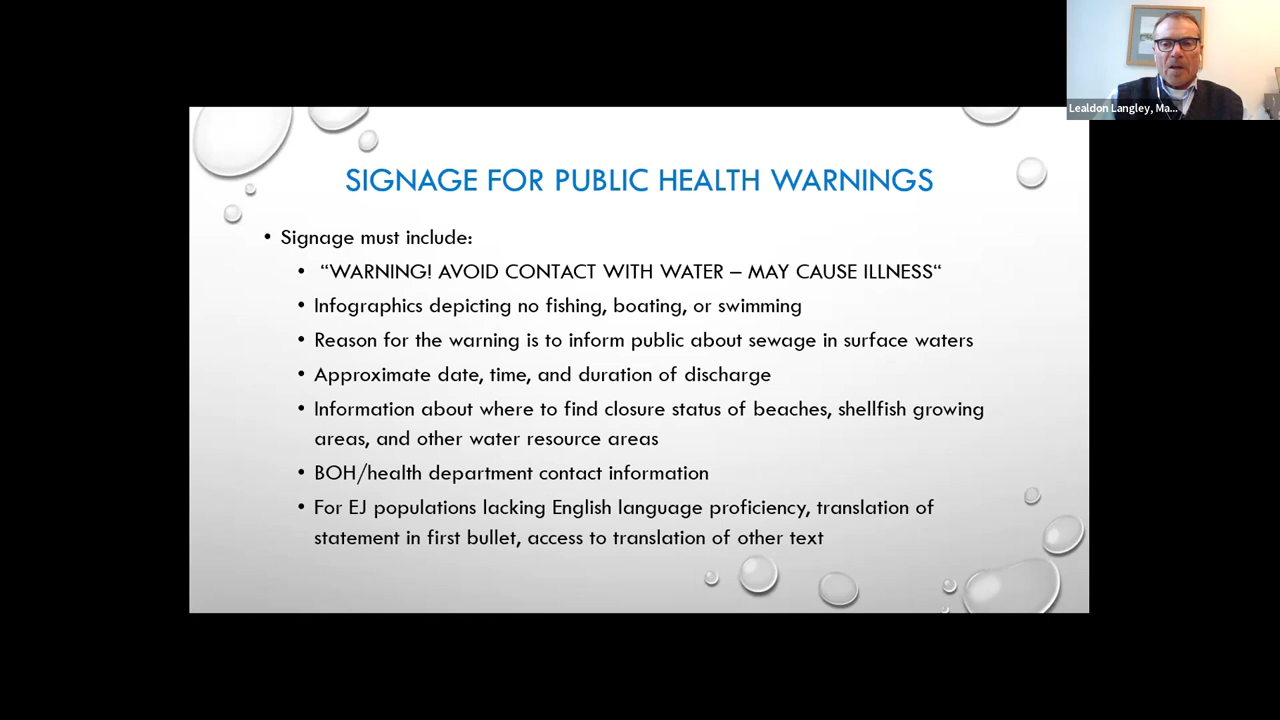 Lealdon Langley, Ma...
SIGNAGE FOR PUBLIC HEALTH WARNINGS
• Signage must include:
• “WARNING! AVOID CONTACT WITH WATER – MAY CAUSE ILLNESS“
• Infographics depicting no fishing, boating, or swimming
• Reason for the warning is to inform public about sewage in surface waters
• Approximate date, time, and duration of discharge
• Information about where to find closure status of beaches, shellfish growing
areas, and other water resource areas
• BOH/health department contact information
• For EJ populations lacking English language proficiency, translation of
statement in first bullet, access to translation of other text